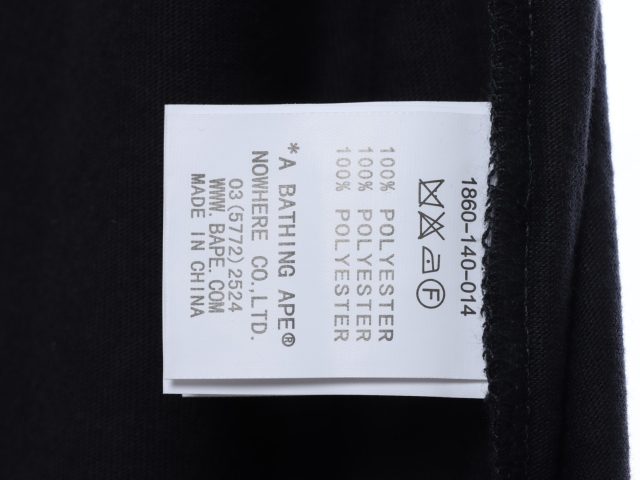 1860-140-014
F
100% POLYESTER
100% POLYESTER
100% POLYESTER
*A BATHING APE®
NOWHERE CO.,LTD.
03(5772)2524
WWW.BAPE.COM
MADE IN CHINA